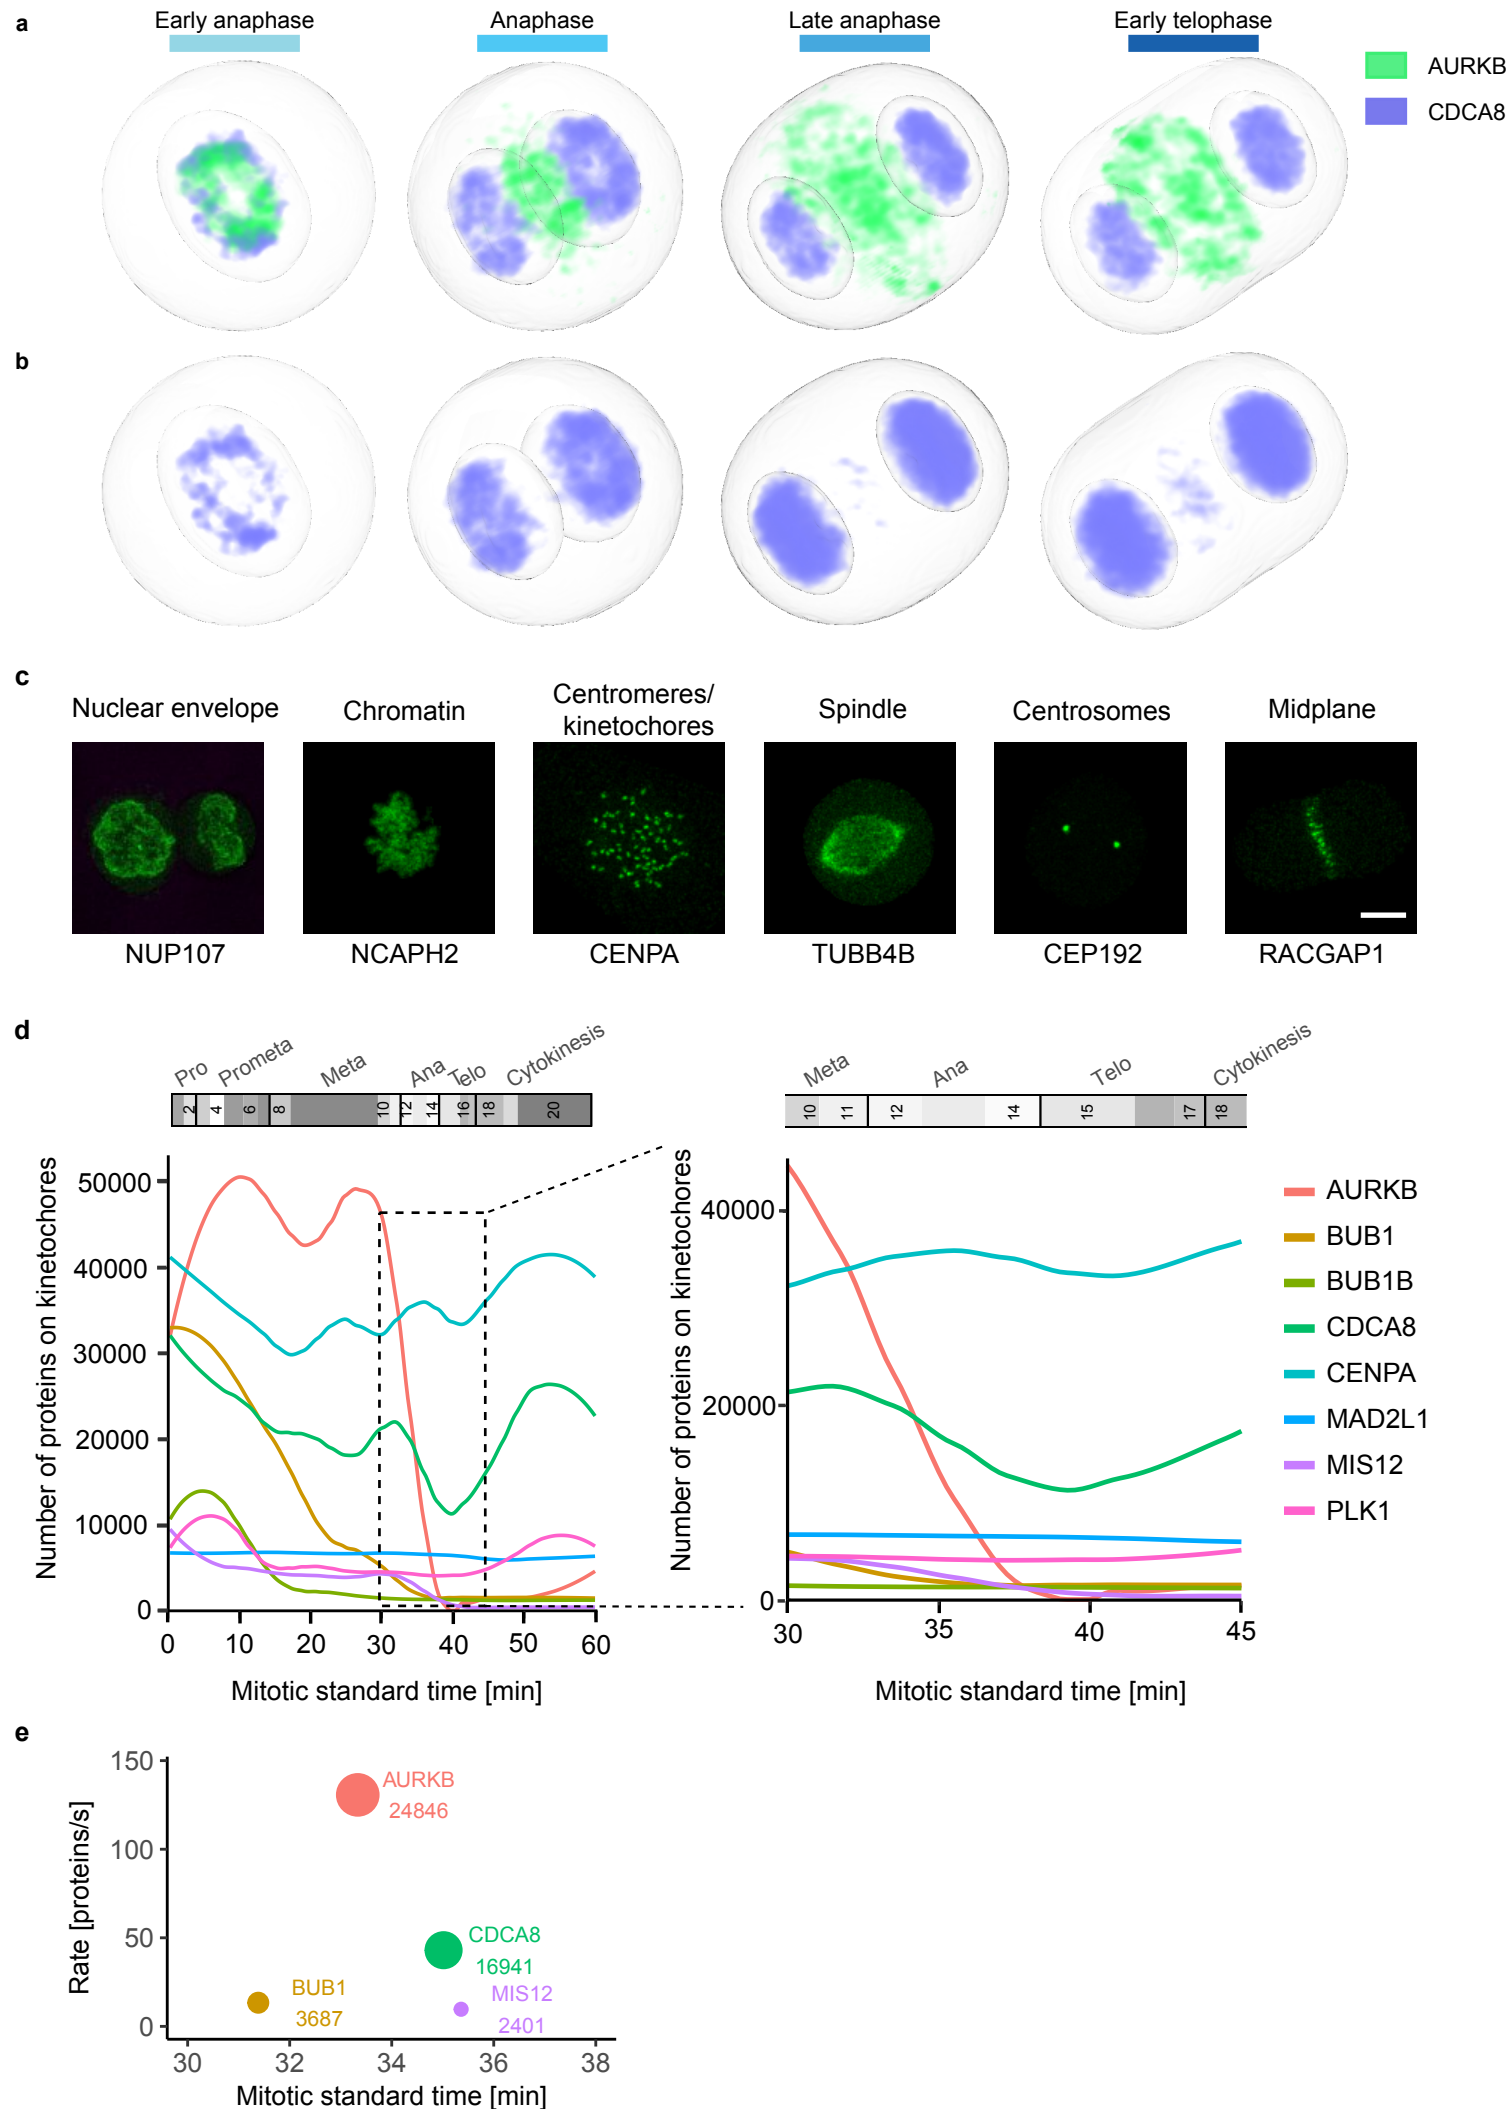 a
Early anaphase
Anaphase
Late anaphase
Early telophase
AURKB
CDCA8
b
c
Nuclear envelope
Chromatin
Centromeres/
kinetochores
Spindle
Centrosomes
Midplane
NUP107
NCAPH2
CENPA
TUBB4B
CEP192
RACGAP1
d
Pro
Prometa
Meta
Ana
Telo
Cytokinesis
2
4
6
8
10
12
14
16
18
20
Number of proteins on kinetochores
50000
40000
30000
20000
10000
0
0 10 20 30 40 50 60
Mitotic standard time [min]
Meta
Ana
Telo
Cytokinesis
10
11
12
14
15
17
18
Number of proteins on kinetochores
40000
20000
0
30 35 40 45
Mitotic standard time [min]
AURKB
BUB1
BUB1B
CDCA8
CENPA
MAD2L1
MIS12
PLK1
e
Rate [proteins/s]
150
100
50
0
AURKB
24846
CDCA8
16941
BUB1
3687
MIS12
2401
30 32 34 36 38
Mitotic standard time [min]